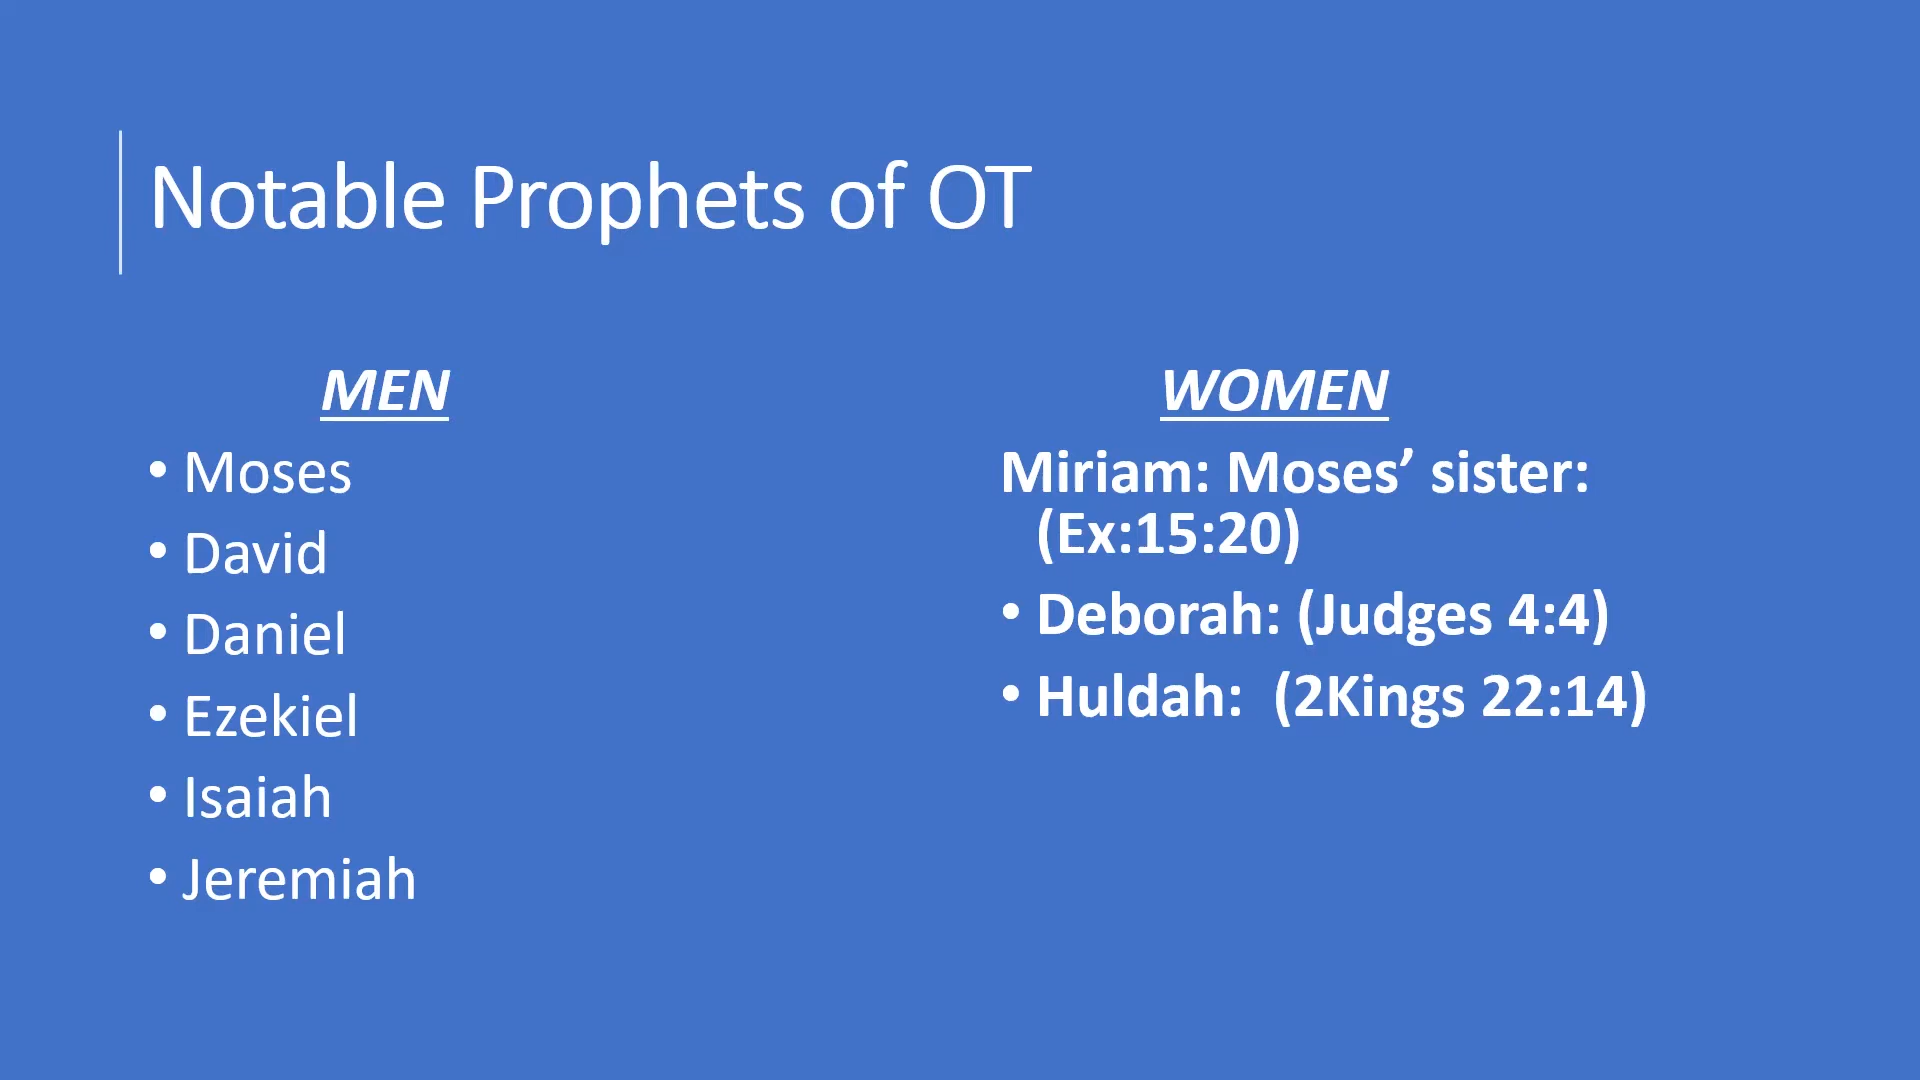 Notable Prophets of OT
MEN
• Moses
• David
• Daniel
• Ezekiel
• Isaiah
• Jeremiah
WOMEN
Miriam: Moses’ sister:
(Ex:15:20)
• Deborah: (Judges 4:4)
• Huldah:  (2Kings 22:14)